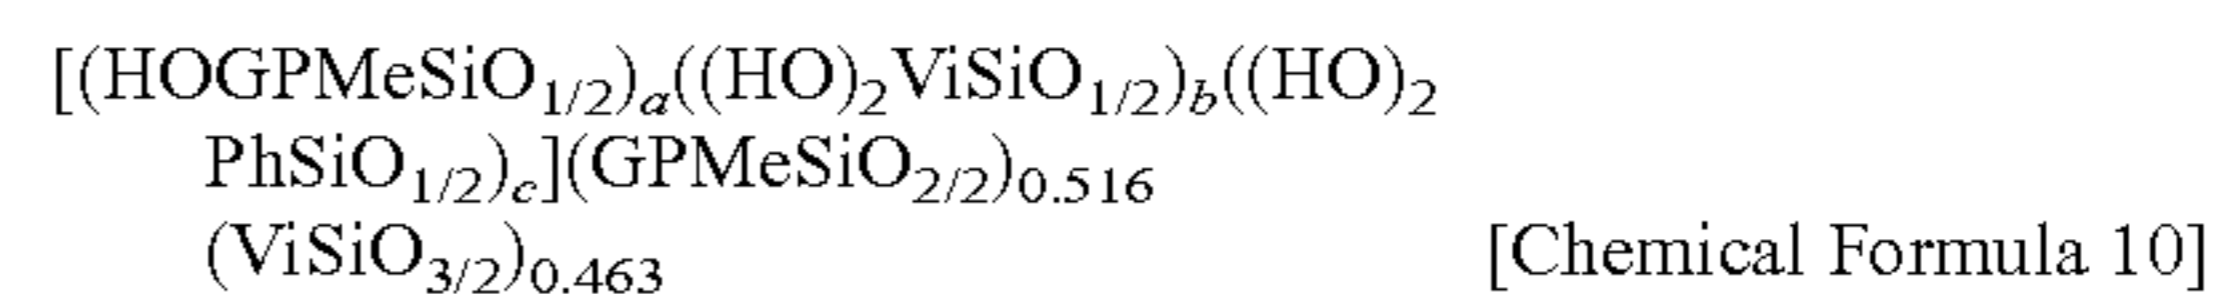 [(HOGPMeSiO1/2)a((HO)2ViSiO1/2)b((HO)2
PhSiO1/2)c](GPMeSiO2/2)0.516
(ViSiO3/2)0.463 [Chemical Formula 10]